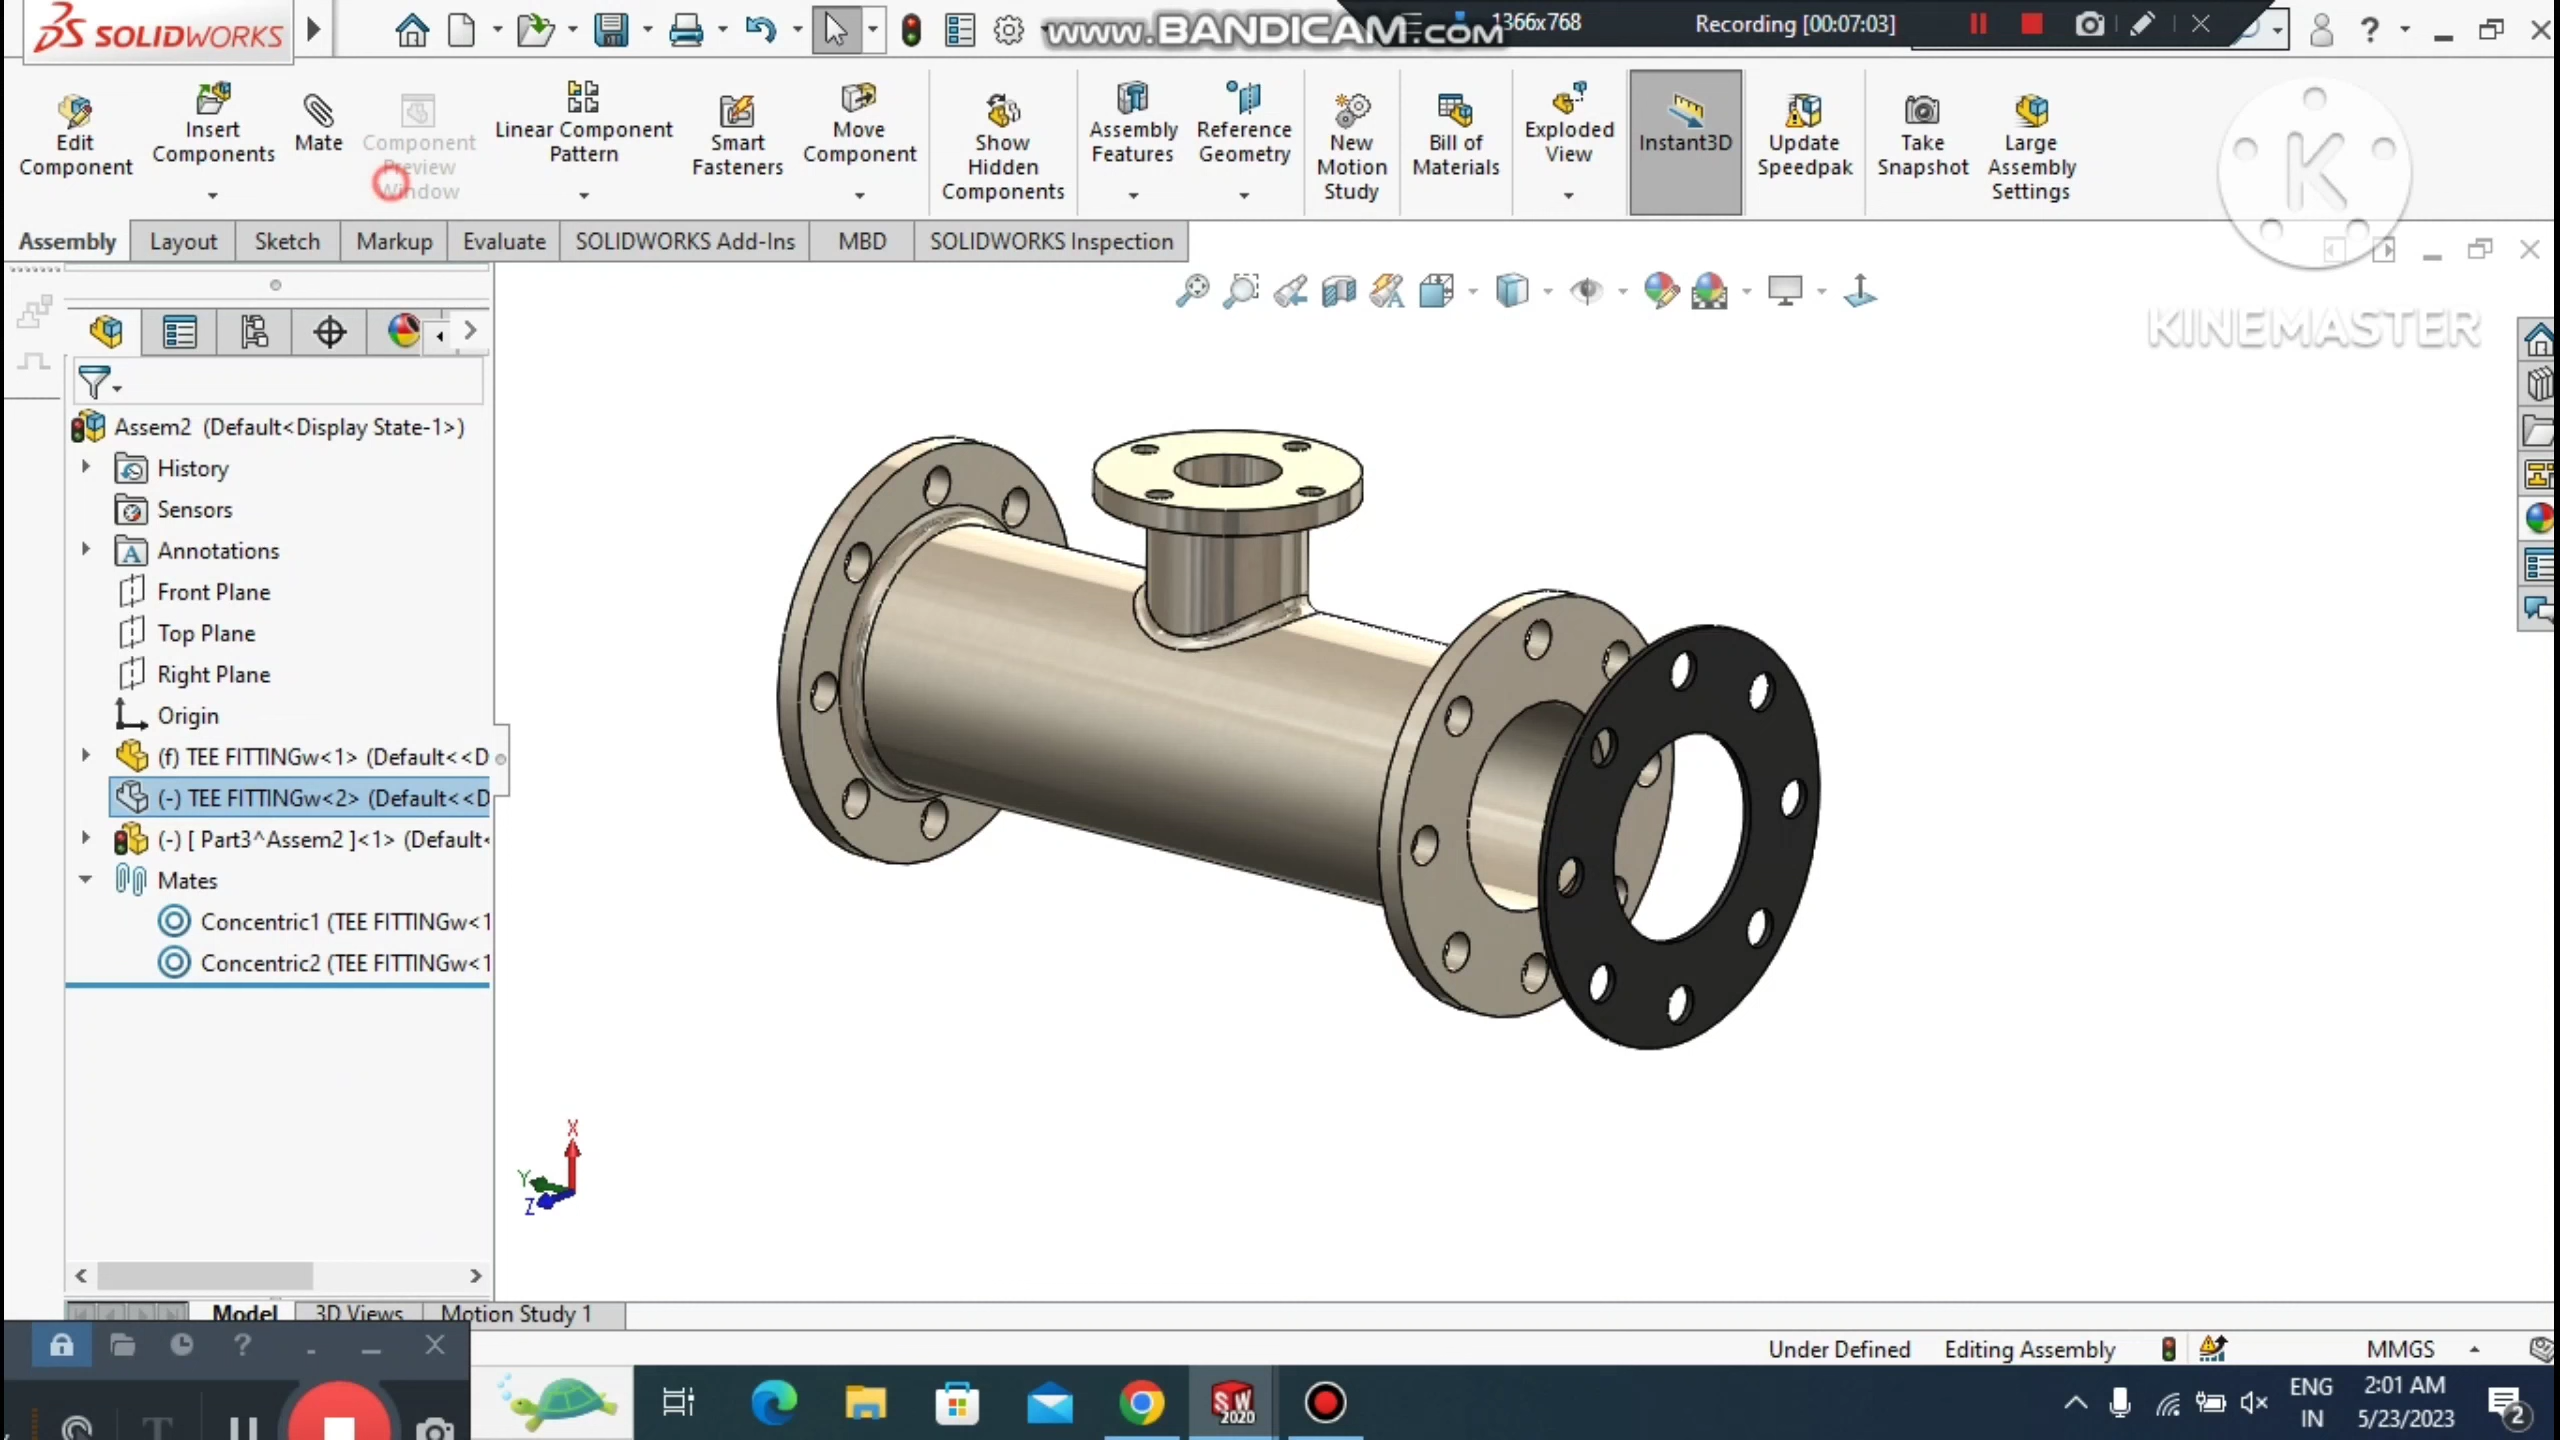 SOLIDWORKS
www.BANDICAM.com
1366x768
Recording [00:07:03]
Edit
Component
Insert
Components
Mate
Component
Preview
Window
Linear Component
Pattern
Smart
Fasteners
Move
Component
Show
Hidden
Components
Assembly
Features
Reference
Geometry
New
Motion
Study
Bill of
Materials
Exploded
View
Instant3D
Update
Speedpak
Take
Snapshot
Large
Assembly
Settings
K
KINEMASTER
Assembly
Layout
Sketch
Markup
Evaluate
SOLIDWORKS Add-Ins
MBD
SOLIDWORKS Inspection
Assem2 (Default<Display State-1>)
History
Sensors
Annotations
Front Plane
Top Plane
Right Plane
Origin
(f) TEE FITTINGw<1> (Default<<D
(-) TEE FITTINGw<2> (Default<<D
(-) [ Part3^Assem2 ]<1> (Default<
Mates
Concentric1 (TEE FITTINGw<1
Concentric2 (TEE FITTINGw<1
X
Y
Z
Model
3D Views
Motion Study 1
Under Defined
Editing Assembly
MMGS
SW
2020
ENG
IN
2:01 AM
5/23/2023
2